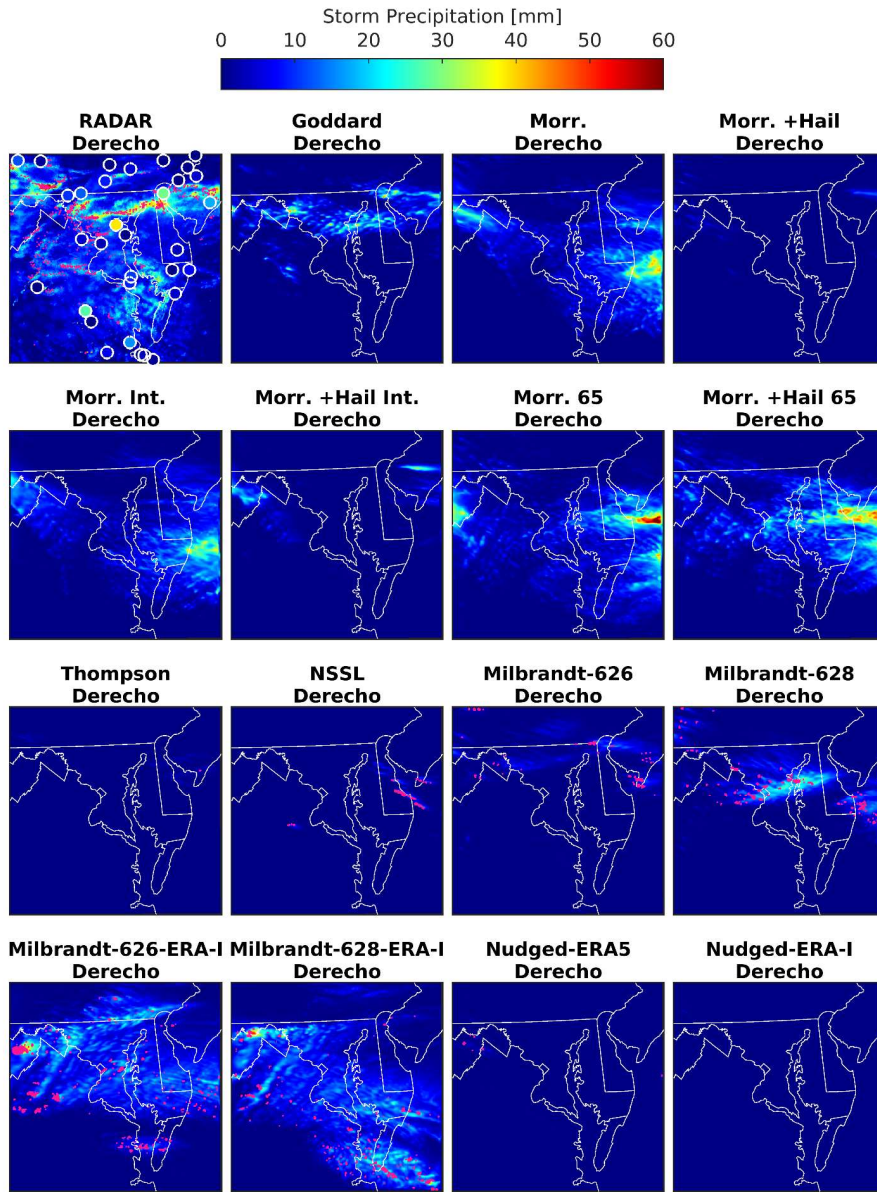 Storm Precipitation [mm]
0 10 20 30 40 50 60
RADAR
Derecho
Goddard
Derecho
Morr.
Derecho
Morr. +Hail
Derecho
Morr. Int.
Derecho
Morr. +Hail Int.
Derecho
Morr. 65
Derecho
Morr. +Hail 65
Derecho
Thompson
Derecho
NSSL
Derecho
Milbrandt-626
Derecho
Milbrandt-628
Derecho
Milbrandt-626-ERA-I
Derecho
Milbrandt-628-ERA-I
Derecho
Nudged-ERA5
Derecho
Nudged-ERA-I
Derecho